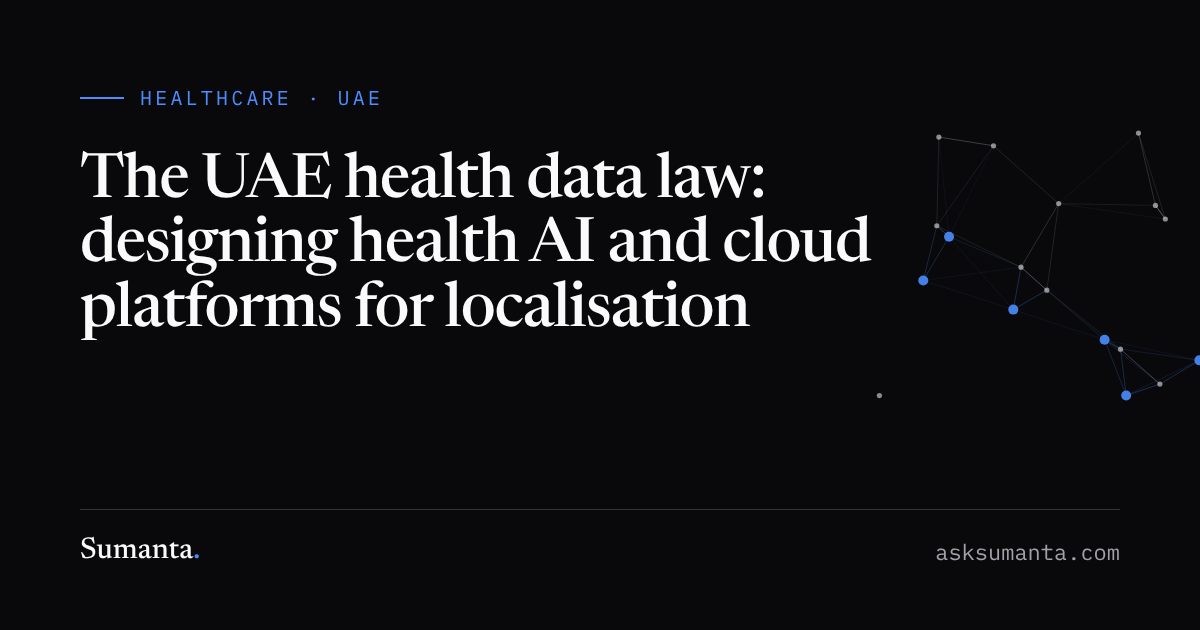 HEALTHCARE · UAE
The UAE health data law:
designing health AI and cloud
platforms for localisation
Sumanta.
asksumanta.com